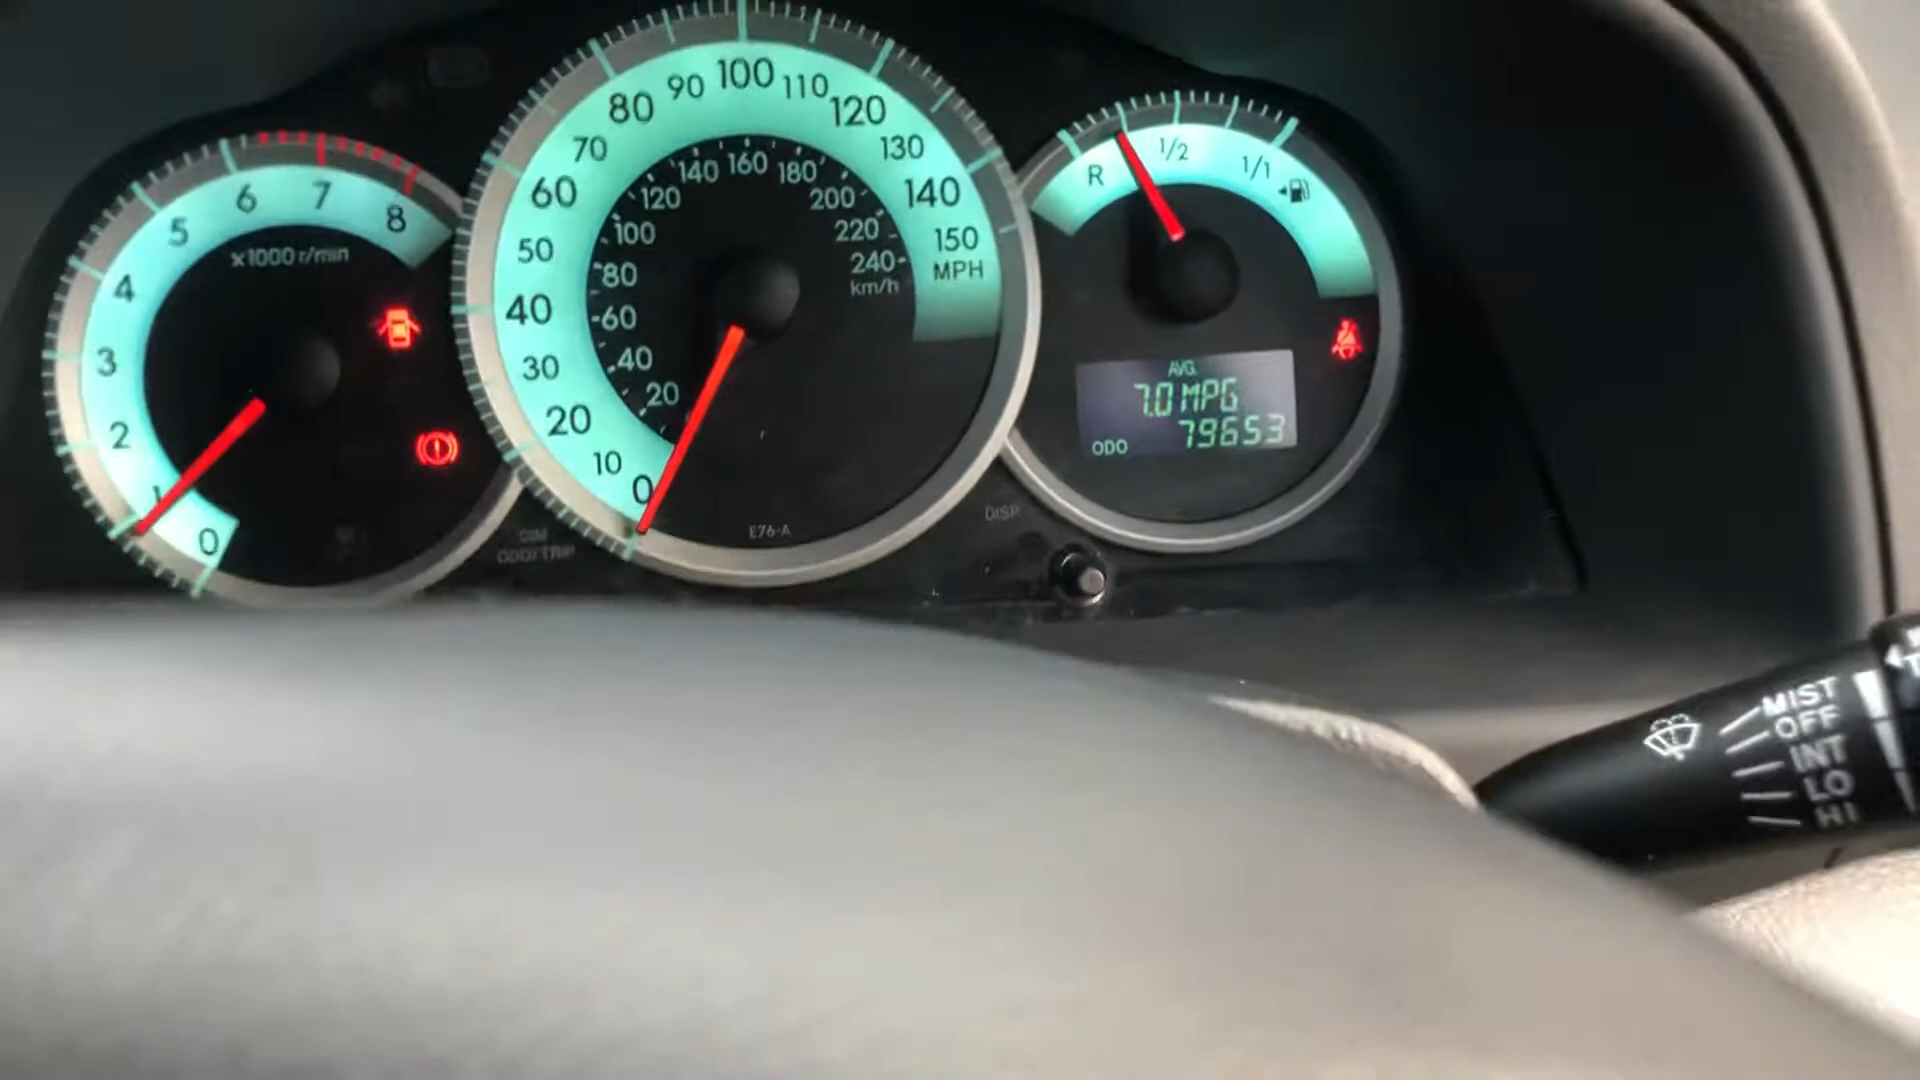 0
1
2
3
4
5
6
7
8
x1000 r/min
0
10
20
30
40
50
60
70
80
90
100
110
120
130
140
150
MPH
20
40
60
80
100
120
140
160
180
200
220
240
km/h
E76-A
ODO/TRIP
DISP
R
1/2
1/1
AVG.
7.0 MPG
ODO 79653
MIST
OFF
INT
LO
HI